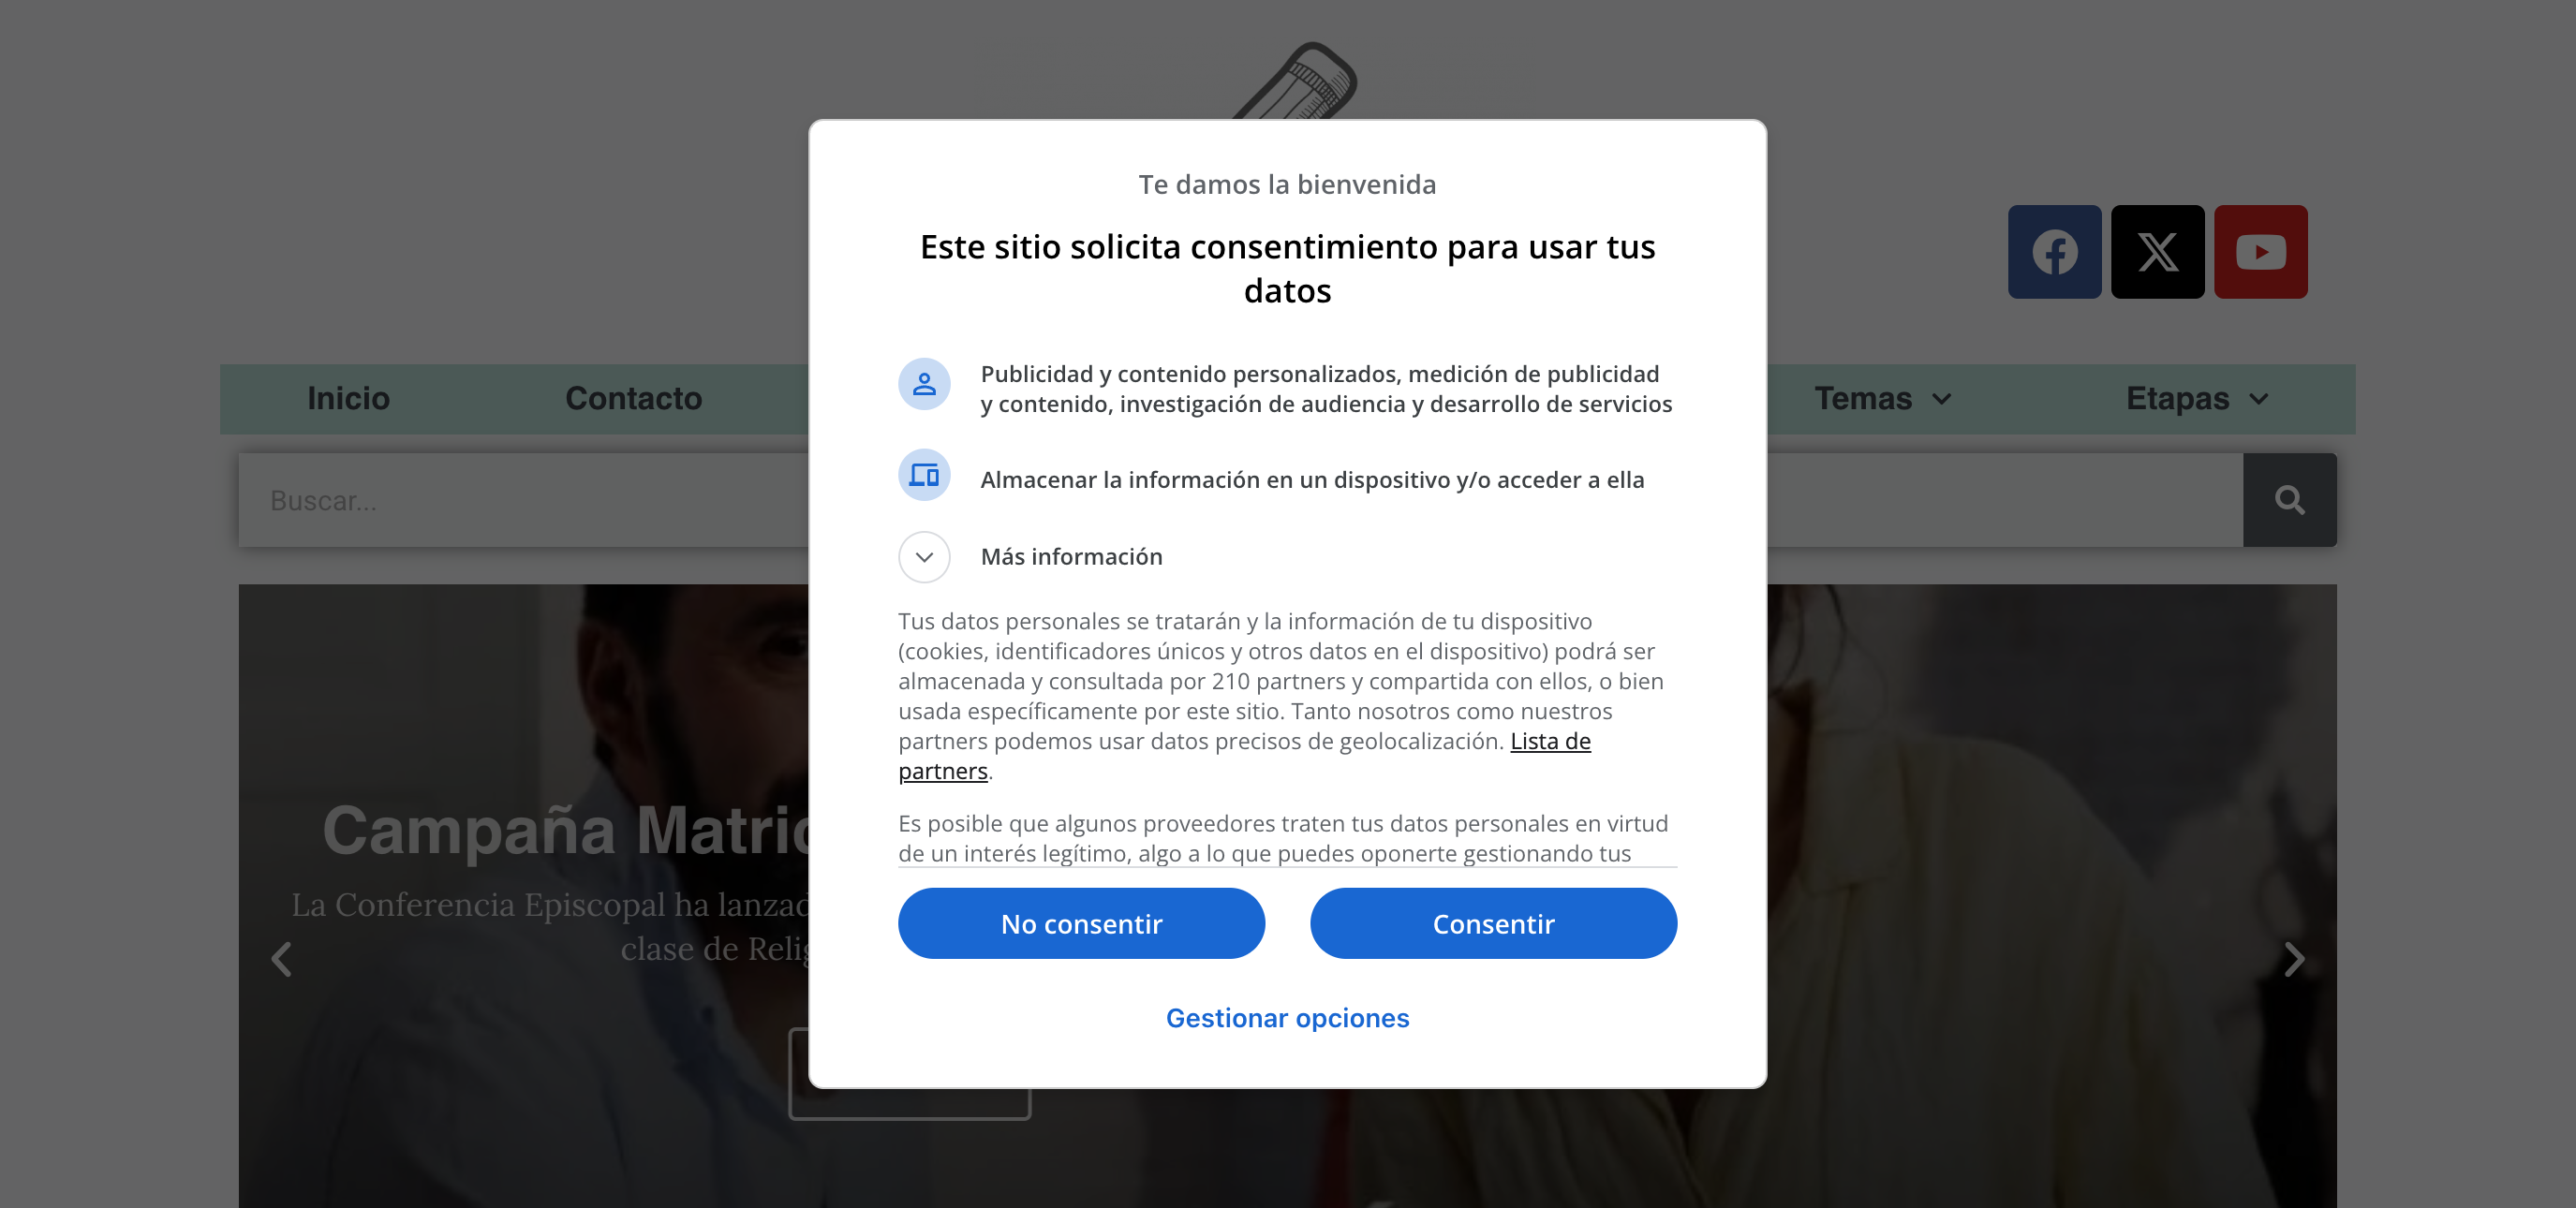 Te damos la bienvenida
Este sitio solicita consentimiento para usar tus
datos
Publicidad y contenido personalizados, medición de publicidad
y contenido, investigación de audiencia y desarrollo de servicios
Almacenar la información en un dispositivo y/o acceder a ella
Más información
Tus datos personales se tratarán y la información de tu dispositivo
(cookies, identificadores únicos y otros datos en el dispositivo) podrá ser
almacenada y consultada por 210 partners y compartida con ellos, o bien
usada específicamente por este sitio. Tanto nosotros como nuestros
partners podemos usar datos precisos de geolocalización. Lista de
partners.
Es posible que algunos proveedores traten tus datos personales en virtud
de un interés legítimo, algo a lo que puedes oponerte gestionando tus
No consentir
Consentir
Gestionar opciones
Inicio
Contacto
Temas
Etapas
Buscar...
Campaña
La Conferencia Episcopal ha
clase de